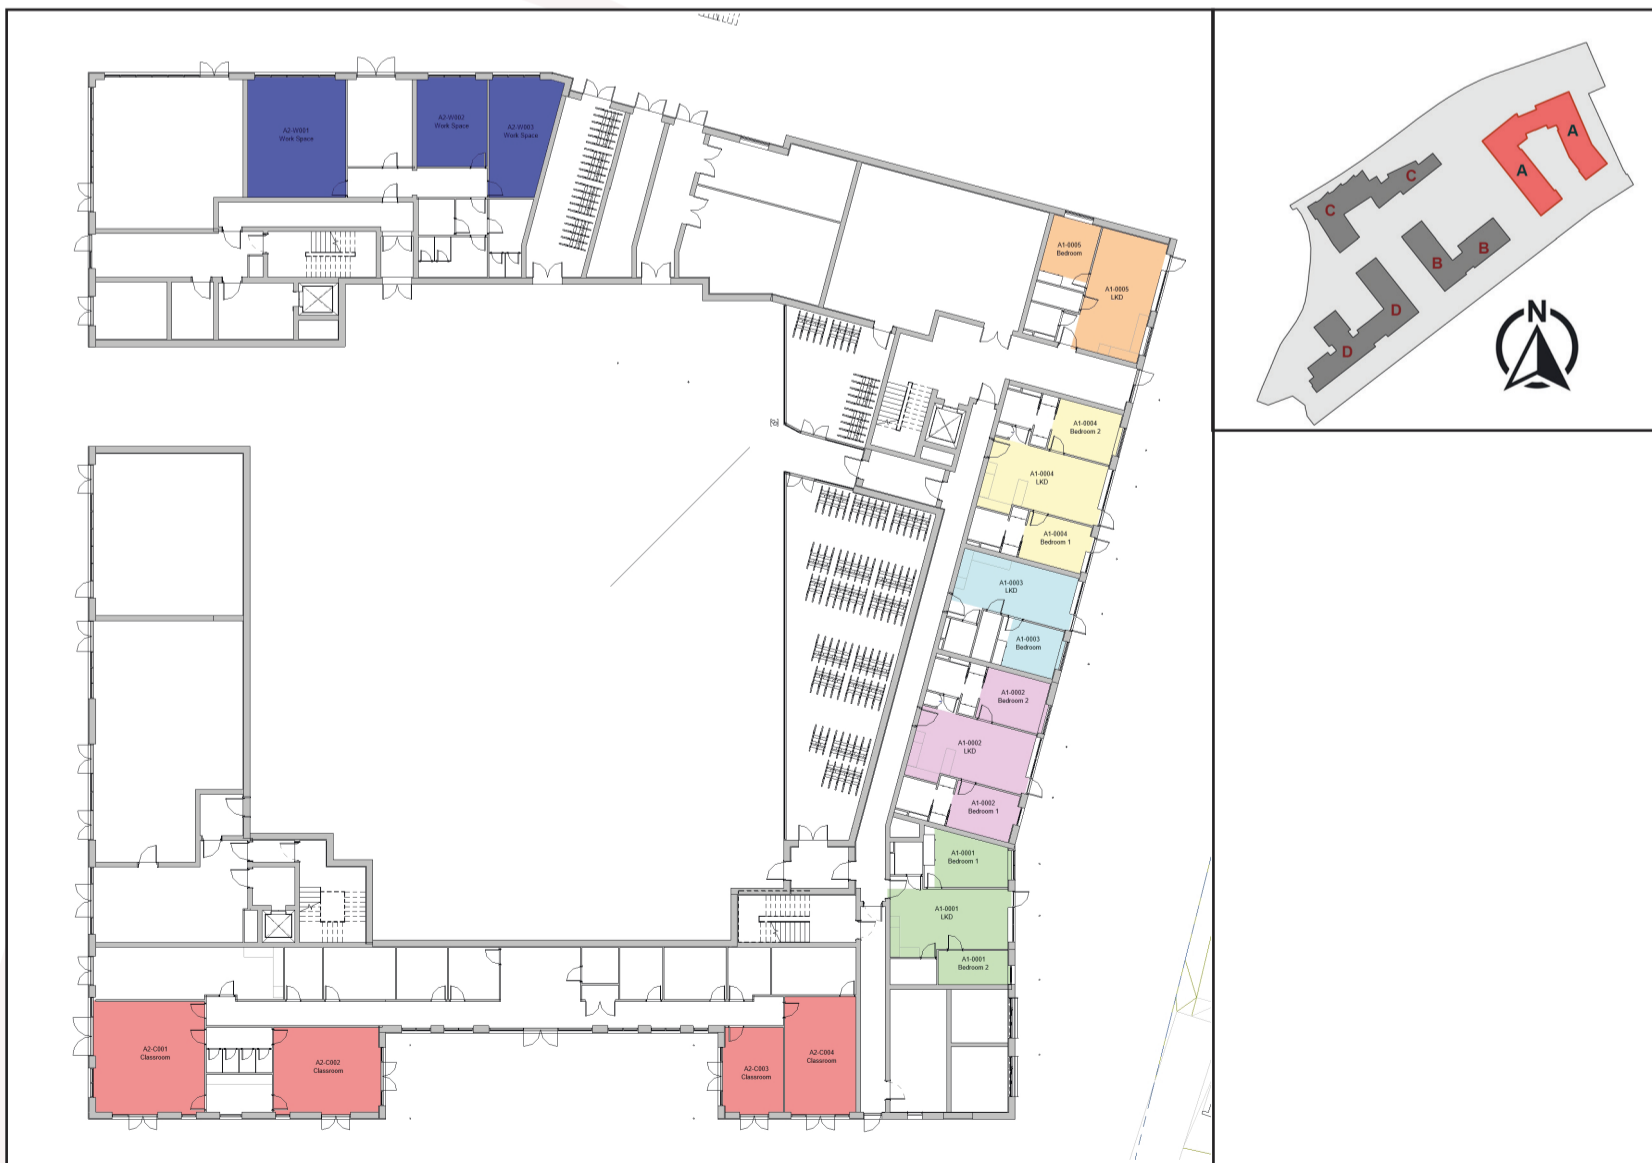 A2-W001
Work Space
A2-W002
Work Space
A2-W003
Work Space
A1-0005
Bedroom
A1-0005
LKD
A1-0004
Bedroom 2
A1-0004
LKD
A1-0004
Bedroom 1
A1-0003
LKD
A1-0003
Bedroom
A1-0002
Bedroom 2
A1-0002
LKD
A1-0002
Bedroom 1
A1-0001
Bedroom 1
A1-0001
LKD
A1-0001
Bedroom 2
A2-C001
Classroom
A2-C002
Classroom
A2-C003
Classroom
A2-C004
Classroom
A
A
C
C
B
B
D
D
N